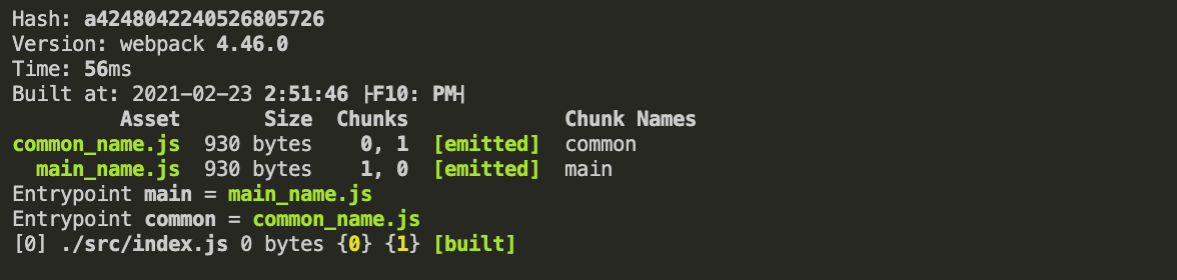 Hash: a4248042240526805726
Version: webpack 4.46.0
Time: 56ms
Built at: 2021-02-23 2:51:46 ├F10: PM┤
Asset Size Chunks Chunk Names
common_name.js 930 bytes 0, 1 [emitted] common
main_name.js 930 bytes 1, 0 [emitted] main
Entrypoint main = main_name.js
Entrypoint common = common_name.js
[0] ./src/index.js 0 bytes {0} {1} [built]